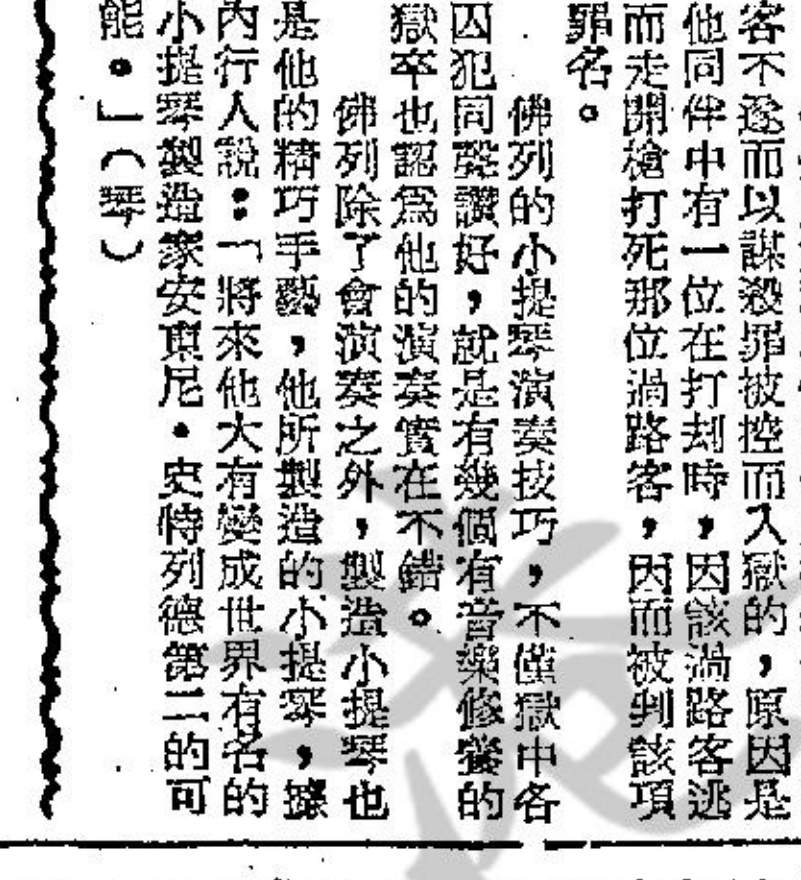 客不遂而以謀殺罪被控而入獄的，原因是
他同伴中有一位在打刦時，因該過路客逃
而走開槍打死那位過路客，因而被判該項
罪名。
佛列的小提琴演奏技巧，不僅獄中各
囚犯同聲讚好，就是有幾個有音樂修養的
獄卒也認爲他的演奏實在不錯。
佛列除了會演奏之外，製造小提琴也
是他的精巧手藝，他所製造的小提琴，據
內行人說：「將來他大有變成世界有名的
小提琴製造家安東尼・史特列德第二的可
能。」（琴）